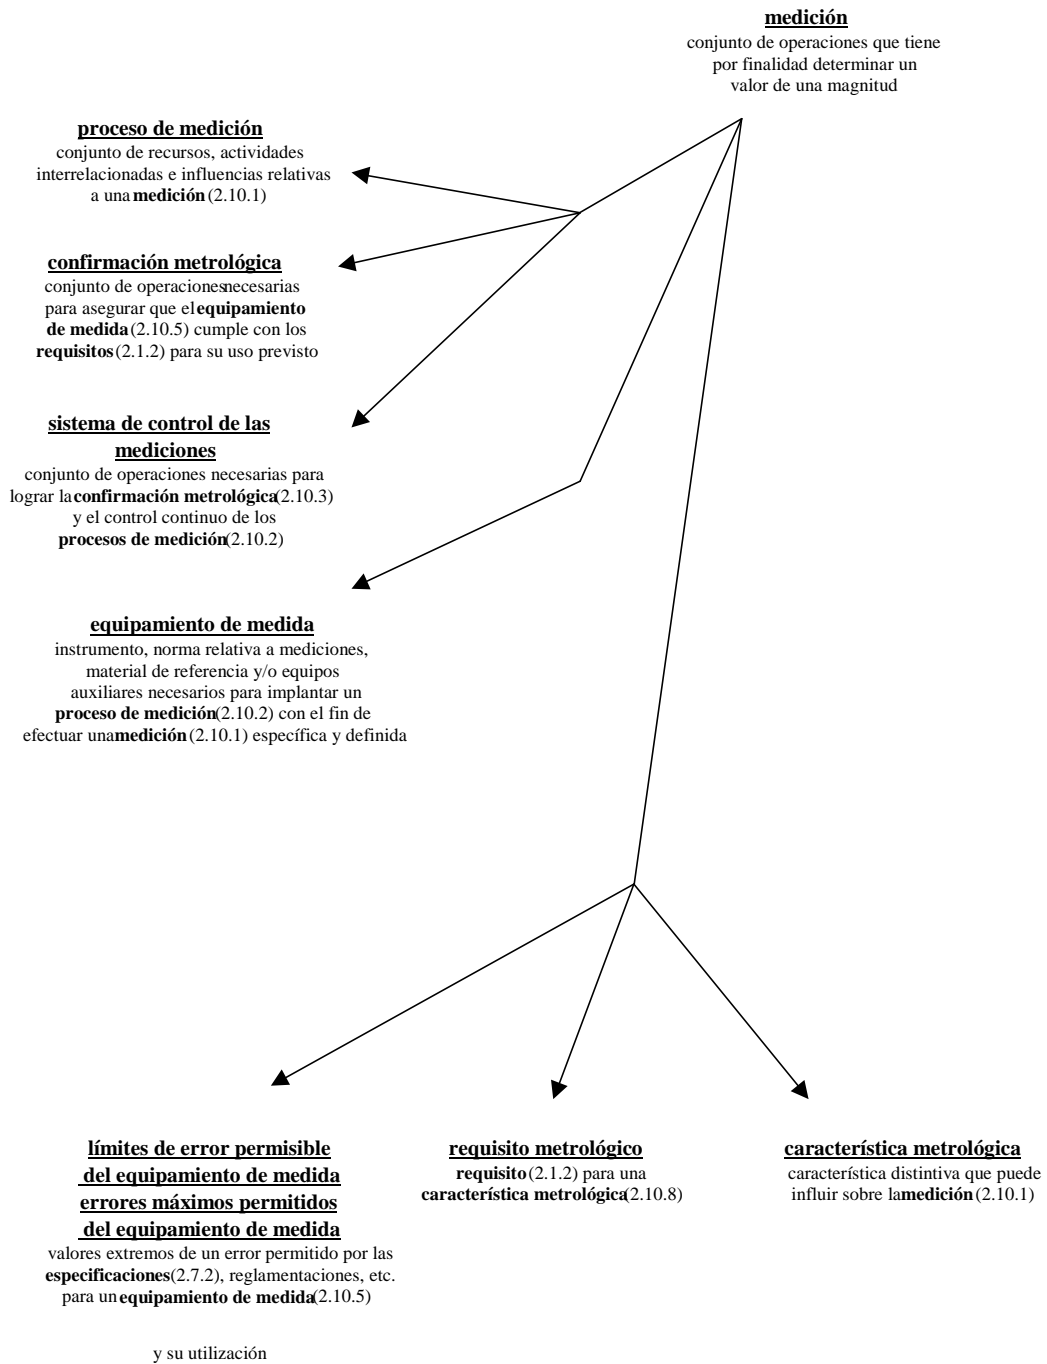 medición
conjunto de operaciones que tiene
por finalidad determinar un
valor de una magnitud
proceso de medición
conjunto de recursos, actividades
interrelacionadas e influencias relativas
a una medición (2.10.1)
confirmación metrológica
conjunto de operaciones necesarias
para asegurar que el equipamiento
de medida (2.10.5) cumple con los
requisitos (2.1.2) para su uso previsto
sistema de control de las
mediciones
conjunto de operaciones necesarias para
lograr la confirmación metrológica (2.10.3)
y el control continuo de los
procesos de medición (2.10.2)
equipamiento de medida
instrumento, norma relativa a mediciones,
material de referencia y/o equipos
auxiliares necesarios para implantar un
proceso de medición (2.10.2) con el fin de
efectuar una medición (2.10.1) específica y definida
límites de error permisible
del equipamiento de medida
errores máximos permitidos
del equipamiento de medida
valores extremos de un error permitido por las
especificaciones (2.7.2), reglamentaciones, etc.
para un equipamiento de medida (2.10.5)
requisito metrológico
requisito (2.1.2) para una
característica metrológica (2.10.8)
característica metrológica
característica distintiva que puede
influir sobre la medición (2.10.1)
y su utilización